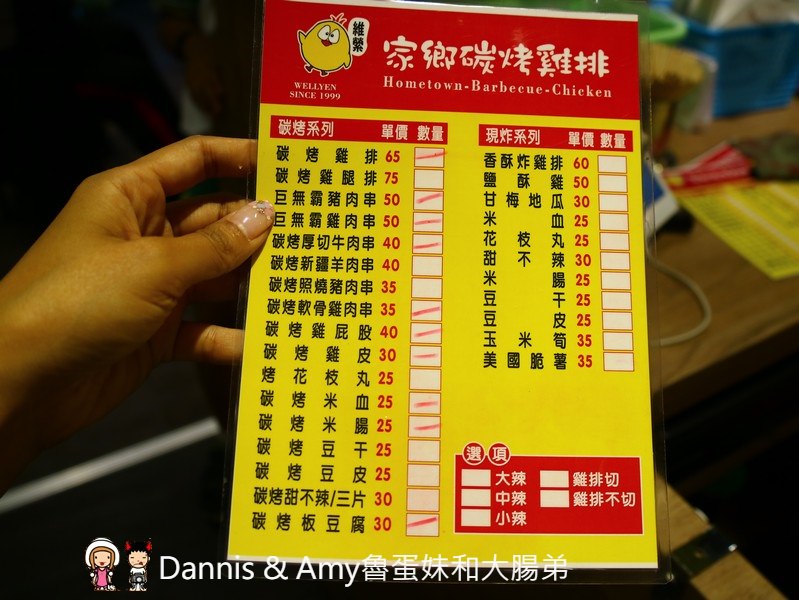 維縈
WELLYEN
SINCE 1999
家鄉碳烤雞排
Hometown-Barbecue-Chicken
碳烤系列 單價 數量
碳烤雞排 65
碳烤雞腿排 75
巨無霸豬肉串 50
巨無霸雞肉串 50
碳烤厚切牛肉串 40
碳烤新疆羊肉串 40
碳烤照燒豬肉串 35
碳烤軟骨雞肉串 35
碳烤雞屁股 40
碳烤雞皮 30
烤花枝丸 25
碳烤米血 25
碳烤米腸 25
碳烤豆干 25
碳烤豆皮 25
碳烤甜不辣/三片 30
碳烤板豆腐 30
現炸系列 單價 數量
香酥炸雞排 60
鹽酥雞 50
甘梅地瓜 30
米血 25
花枝丸 25
甜不辣 30
米腸 25
豆干 25
豆皮 25
玉米筍 35
美國脆薯 35
選項
大辣 雞排切
中辣 雞排不切
小辣
Dannis & Amy魯蛋妹和大腸弟